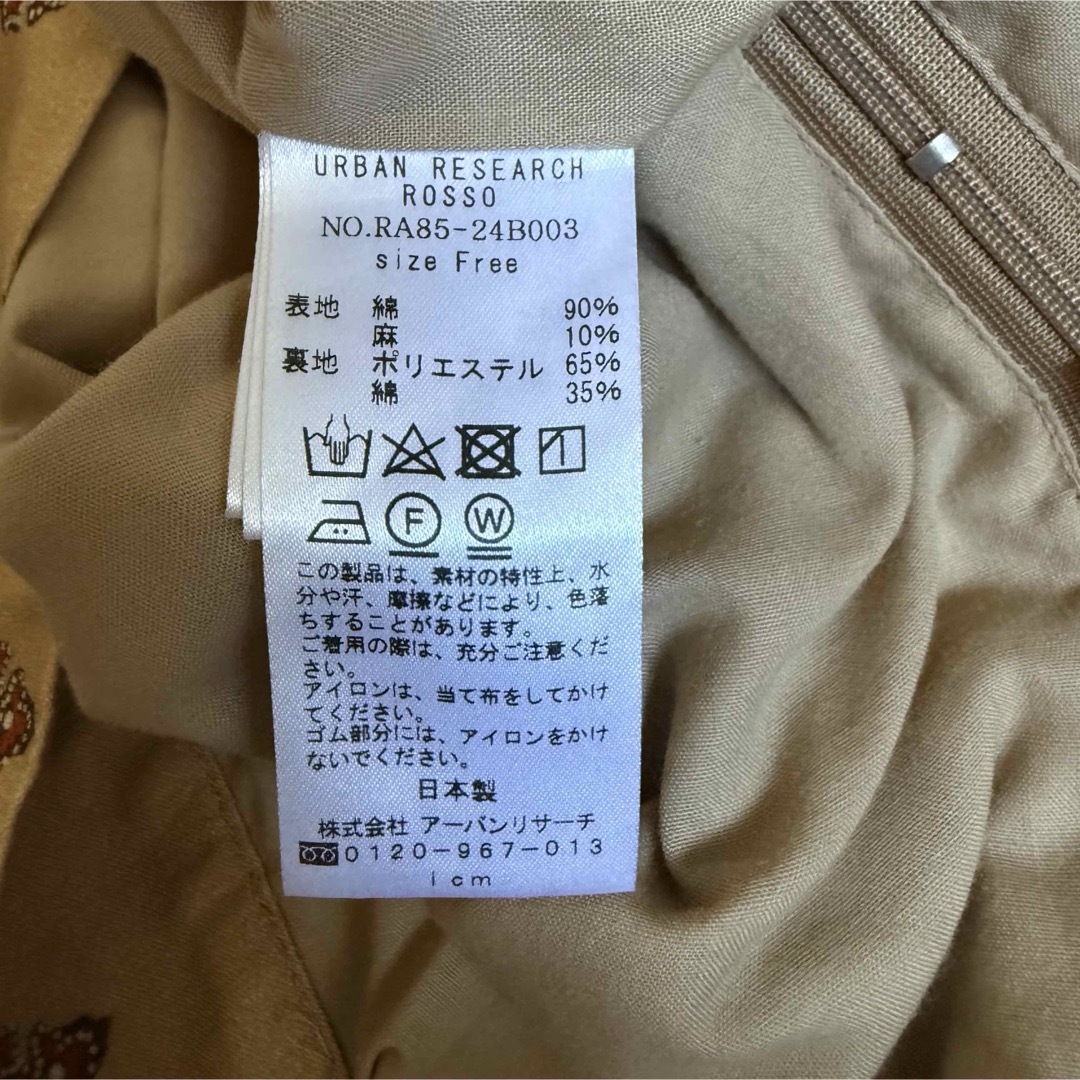 URBAN RESEARCH
ROSSO
NO.RA85-24B003
size Free
表地 綿 90%
麻 10%
裏地 ポリエステル 65%
綿 35%
F W
この製品は、素材の特性上、水
分や汗、摩擦などにより、色落
ちすることがあります。
ご着用の際は、充分ご注意くだ
さい。
アイロンは、当て布をしてかけ
てください。
ゴム部分には、アイロンをかけ
ないでください。
日本製
株式会社 アーバンリサーチ
0120-967-013
icm